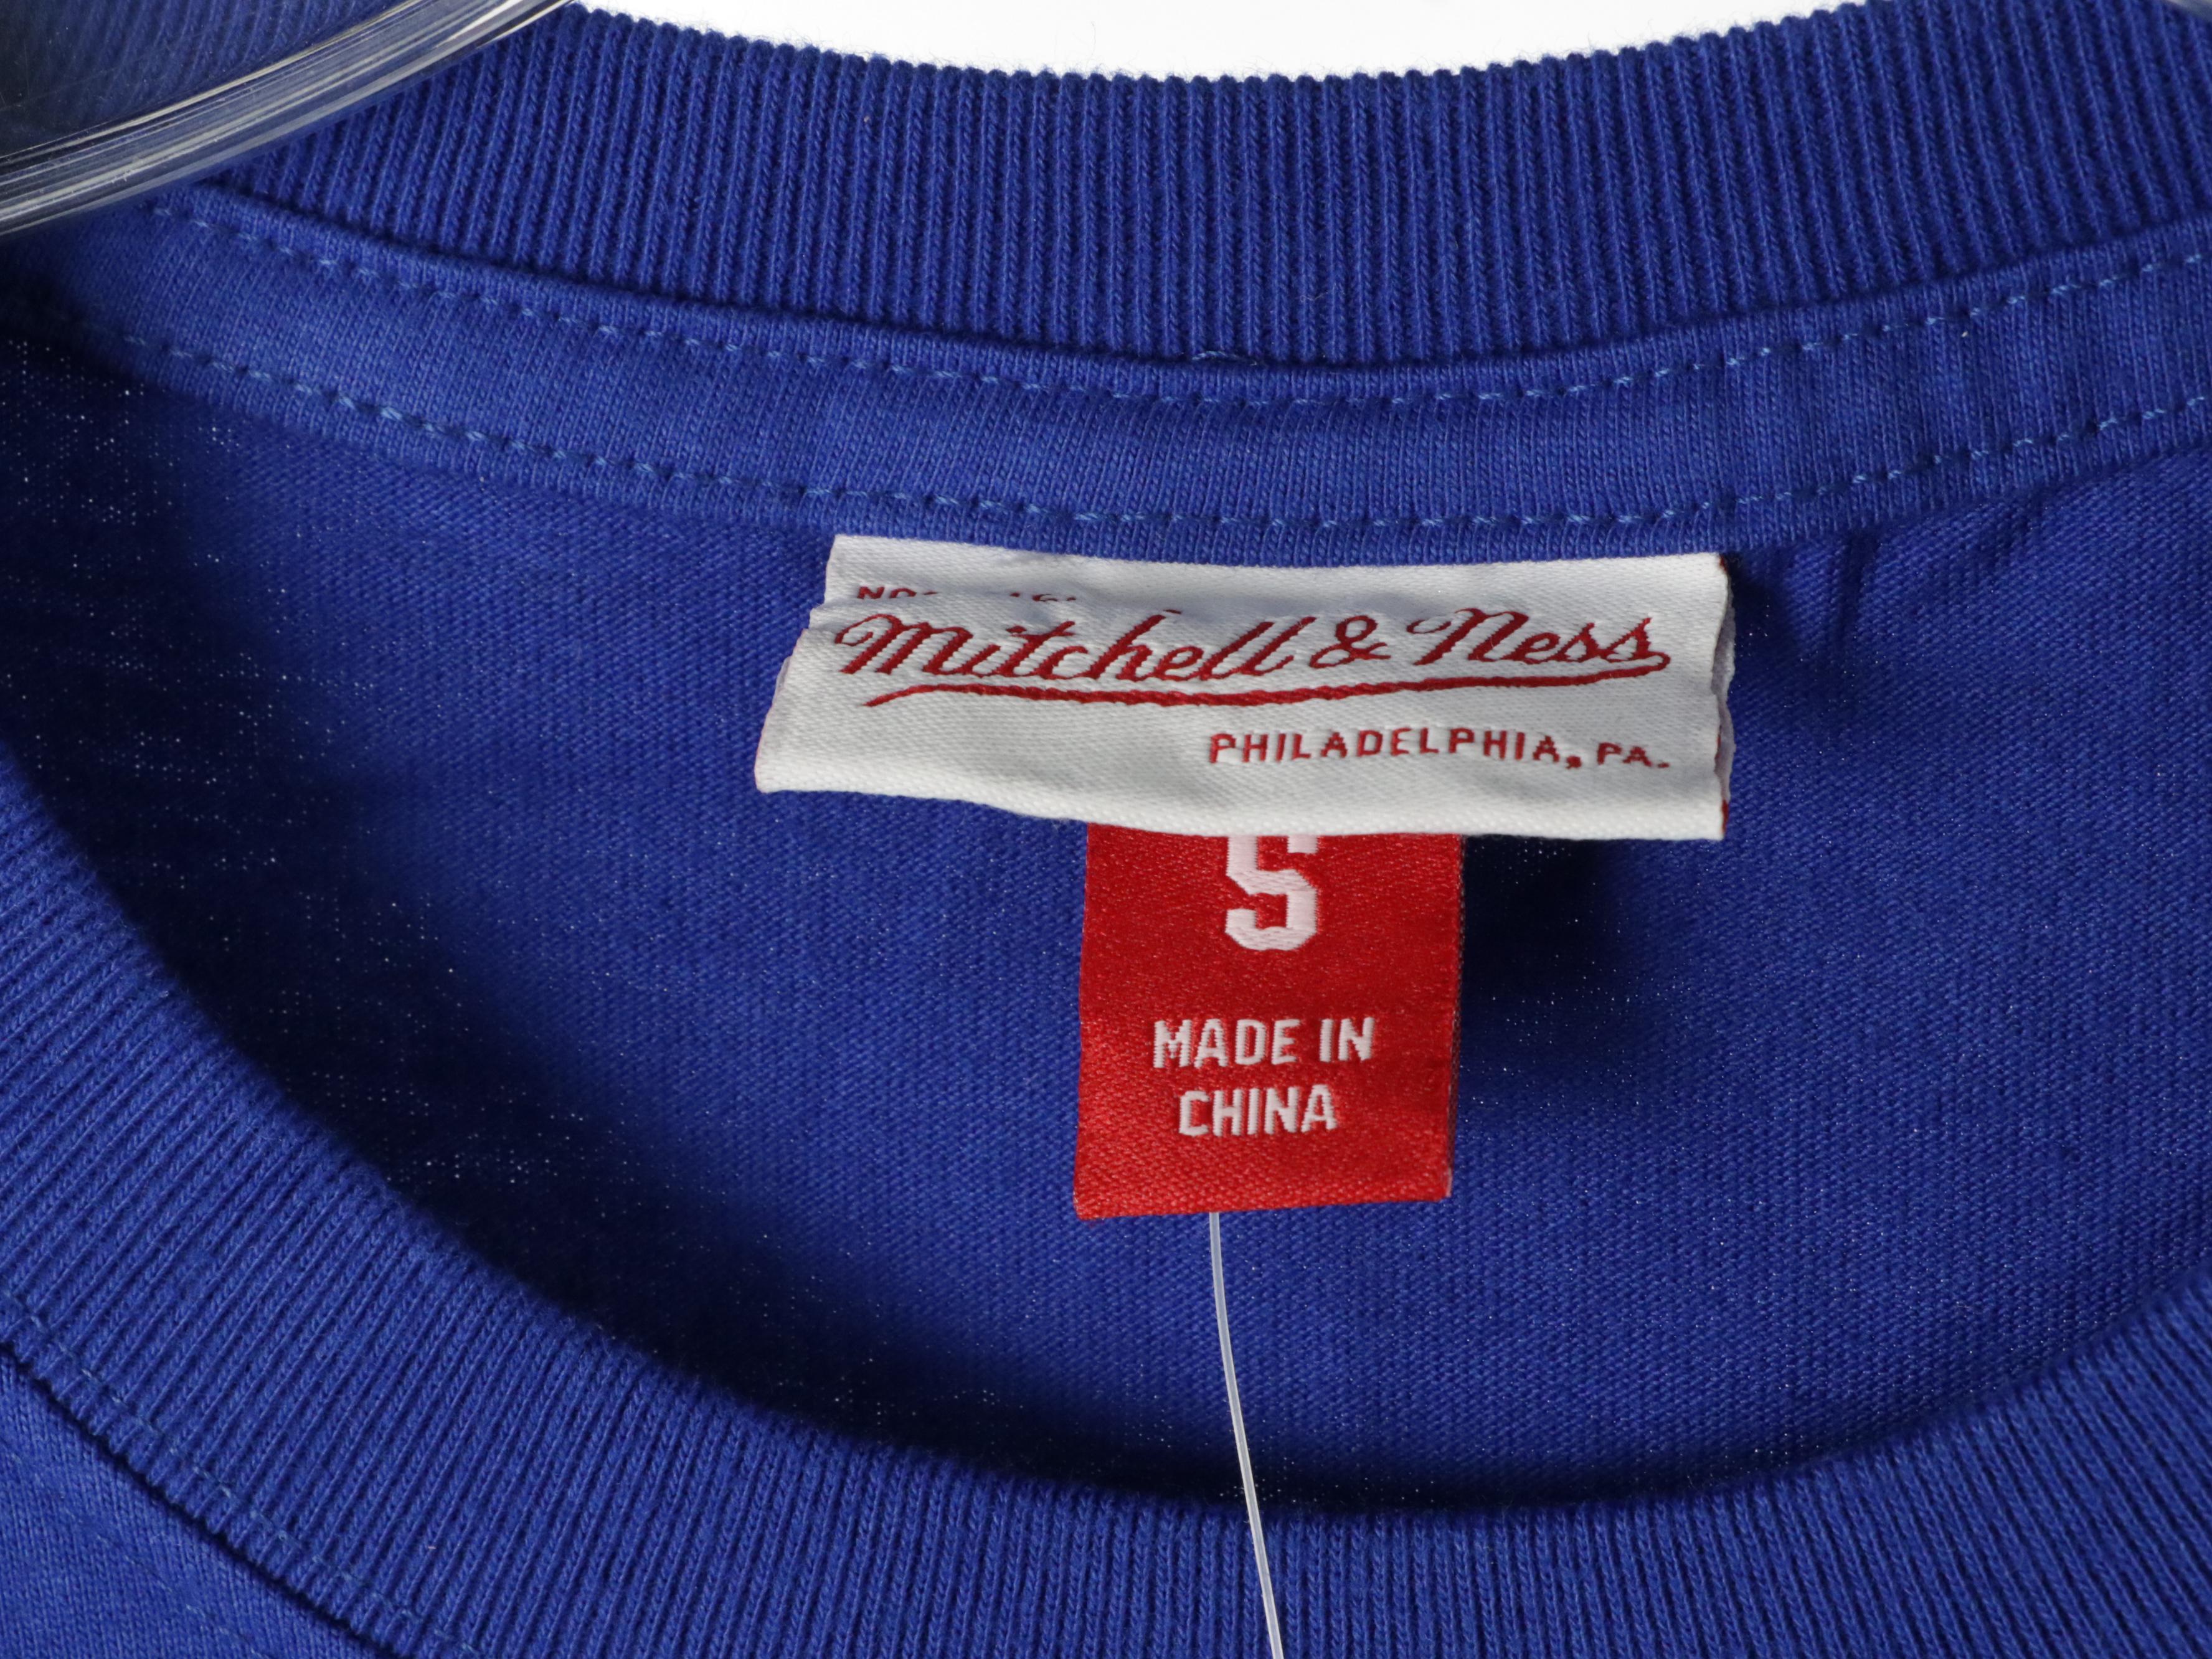 Mitchell & Ness
PHILADELPHIA, PA.
S
MADE IN
CHINA